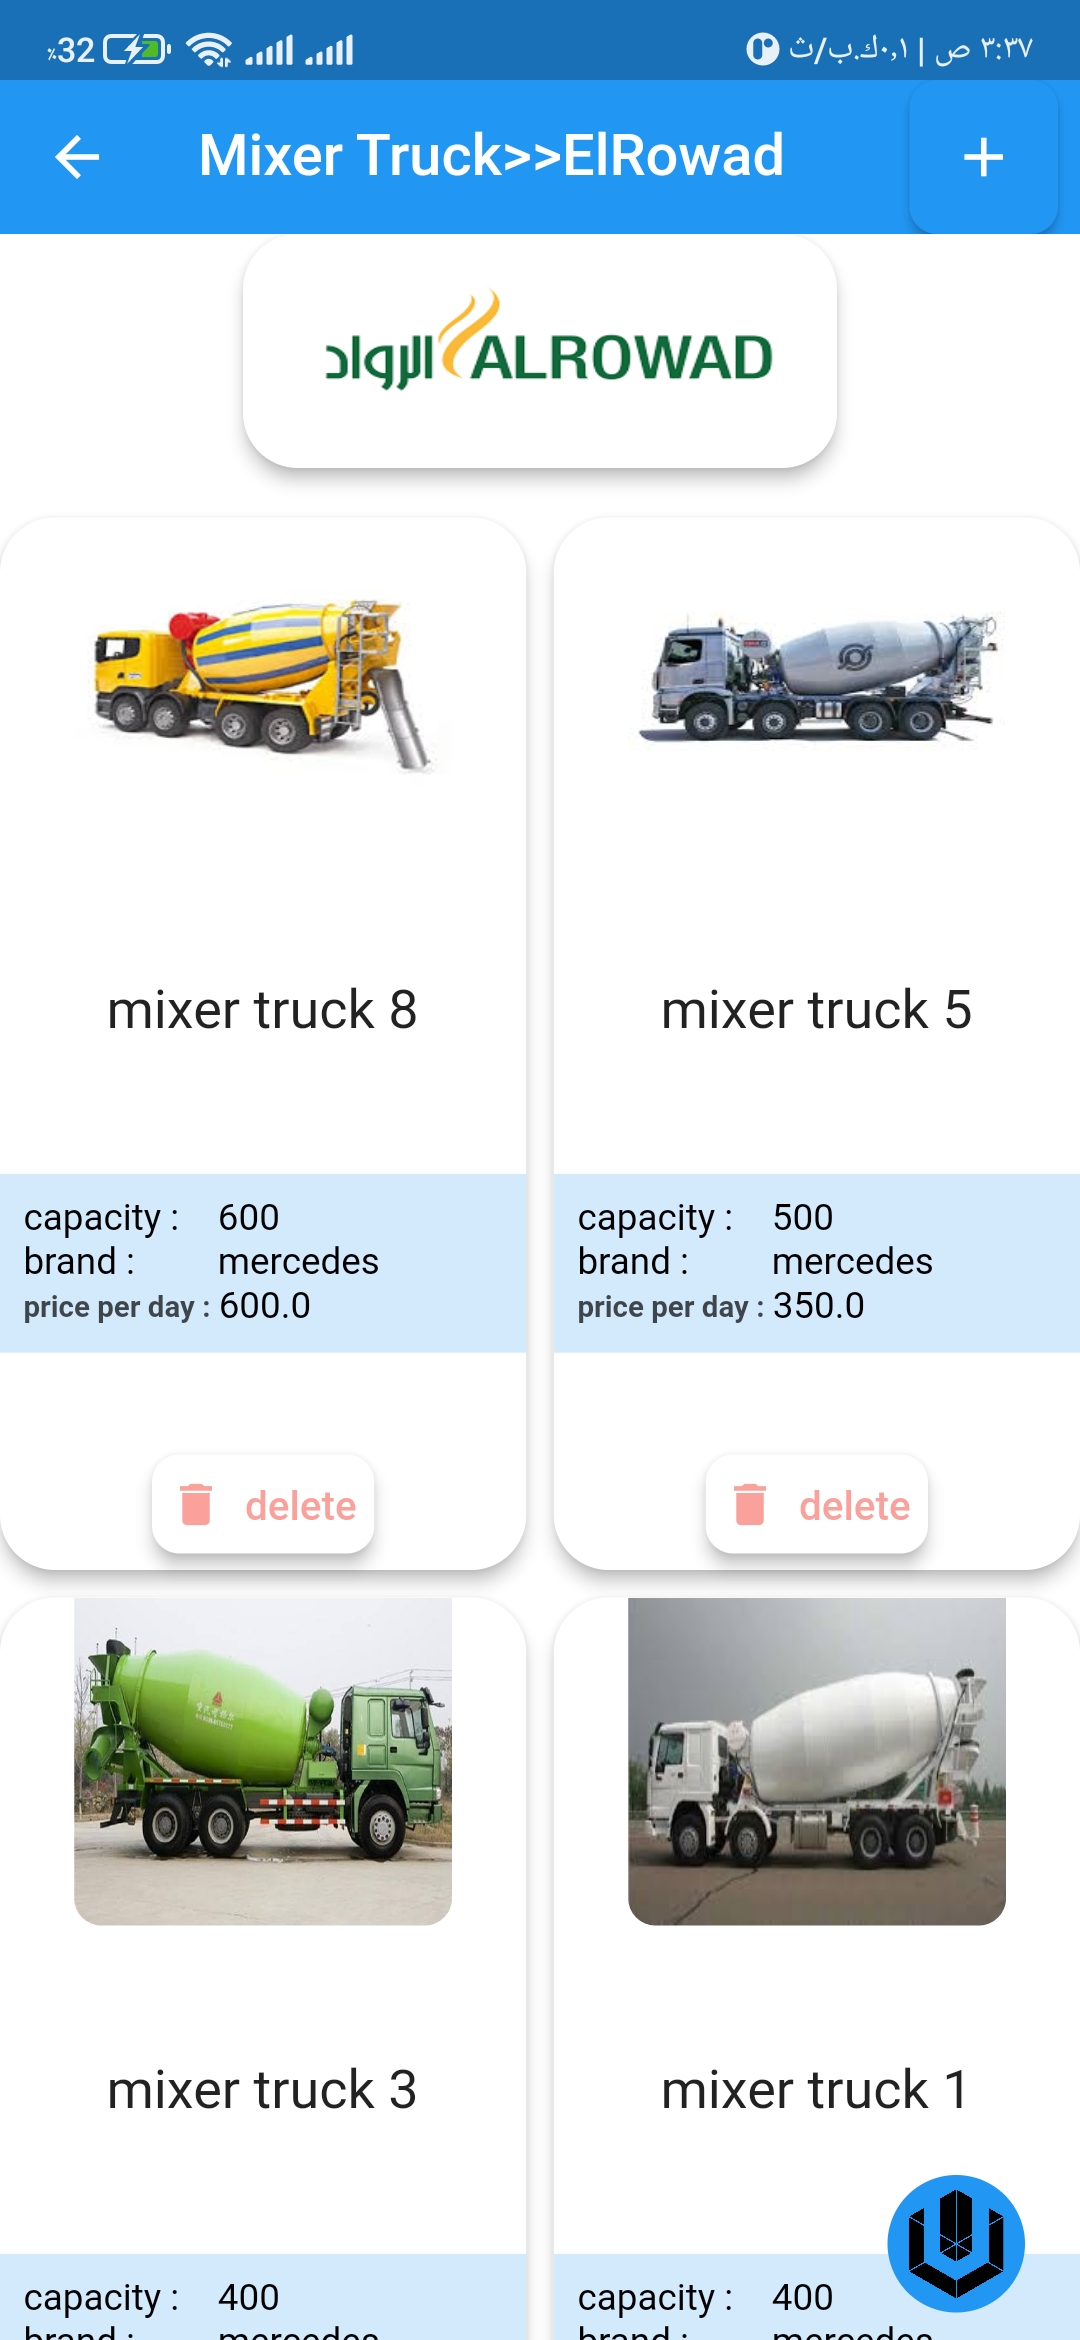 ٪32
٣:٣٧ ص | ٠,١ك.ب/ث
Mixer Truck>>ElRowad
الرواد ALROWAD
mixer truck 8
capacity : 600
brand : mercedes
price per day : 600.0
delete
mixer truck 5
capacity : 500
brand : mercedes
price per day : 350.0
delete
mixer truck 3
capacity : 400
brand : mercedes
mixer truck 1
capacity : 400
brand : mercedes